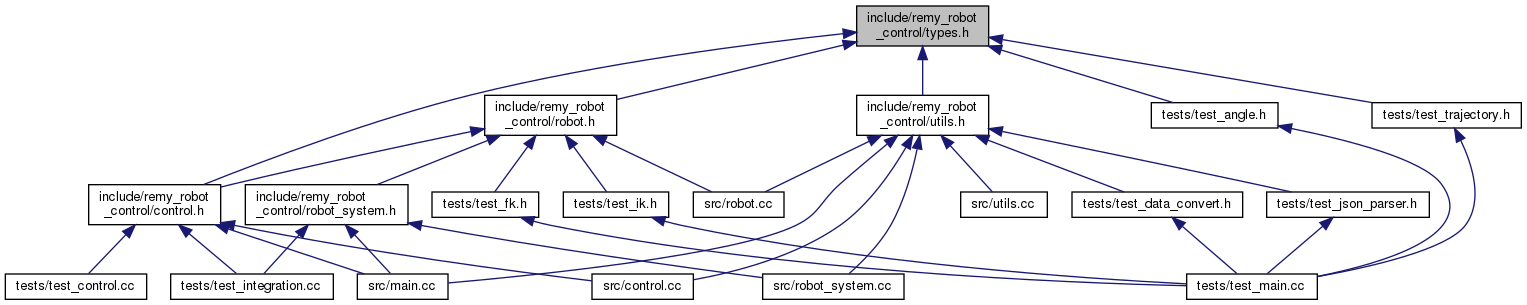 include/remy_robot
_control/types.h
include/remy_robot
_control/robot.h
include/remy_robot
_control/utils.h
tests/test_angle.h
tests/test_trajectory.h
include/remy_robot
_control/control.h
include/remy_robot
_control/robot_system.h
tests/test_fk.h
tests/test_ik.h
src/robot.cc
src/utils.cc
tests/test_data_convert.h
tests/test_json_parser.h
tests/test_control.cc
tests/test_integration.cc
src/main.cc
src/control.cc
src/robot_system.cc
tests/test_main.cc